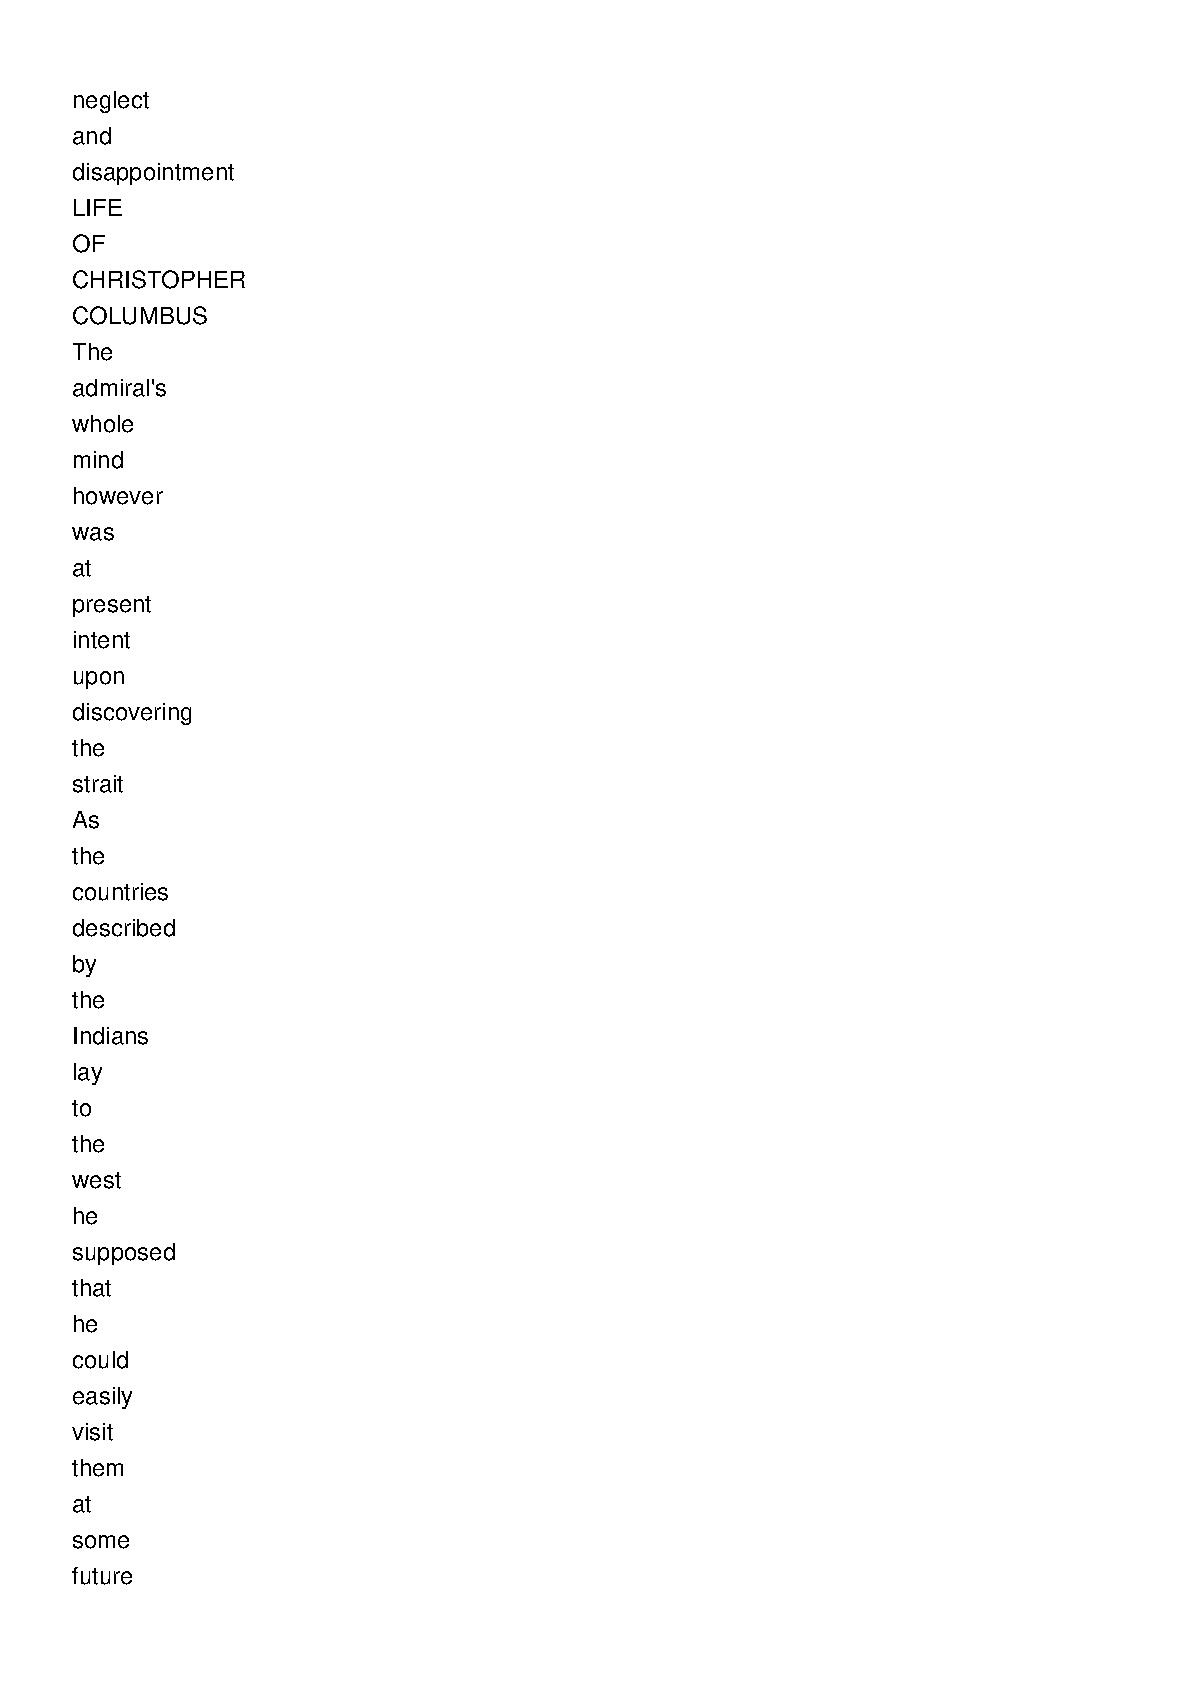 neglect
and
disappointment
LIFE
OF
CHRISTOPHER
COLUMBUS
The
admiral's
whole
mind
however
was
at
present
intent
upon
discovering
the
strait
As
the
countries
described
by
the
Indians
lay
to
the
west
he
supposed
that
he
could
easily
visit
them
at
some
future